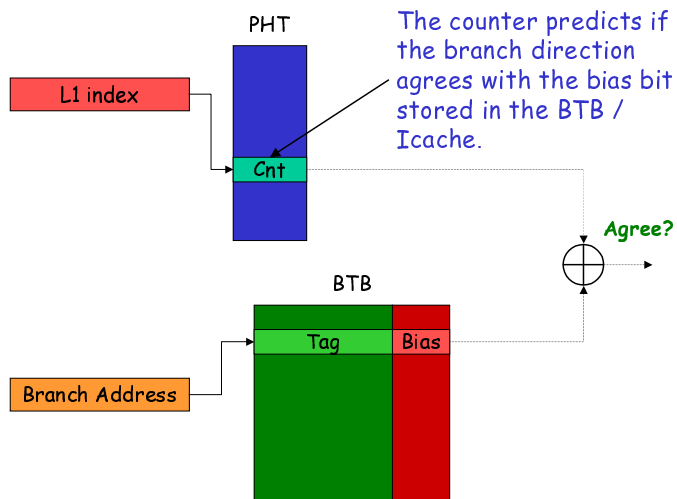 PHT
The counter predicts if
the branch direction
agrees with the bias bit
stored in the BTB /
Icache.
L1 index
Cnt
Agree?
BTB
Tag
Bias
Branch Address